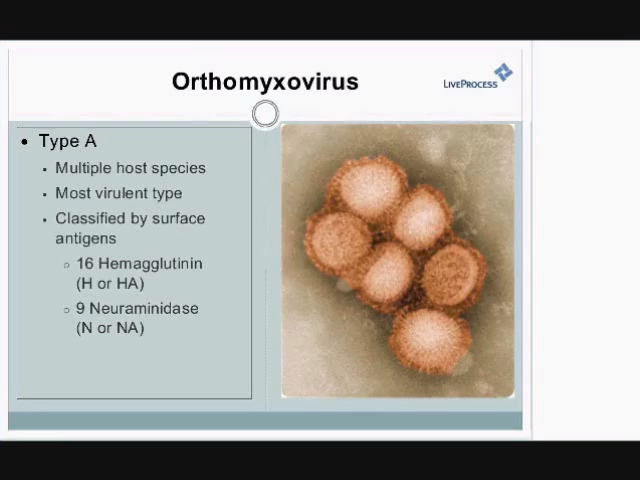 Orthomyxovirus
LIVEPROCESS
• Type A
▪ Multiple host species
▪ Most virulent type
▪ Classified by surface
antigens
○ 16 Hemagglutinin
(H or HA)
○ 9 Neuraminidase
(N or NA)